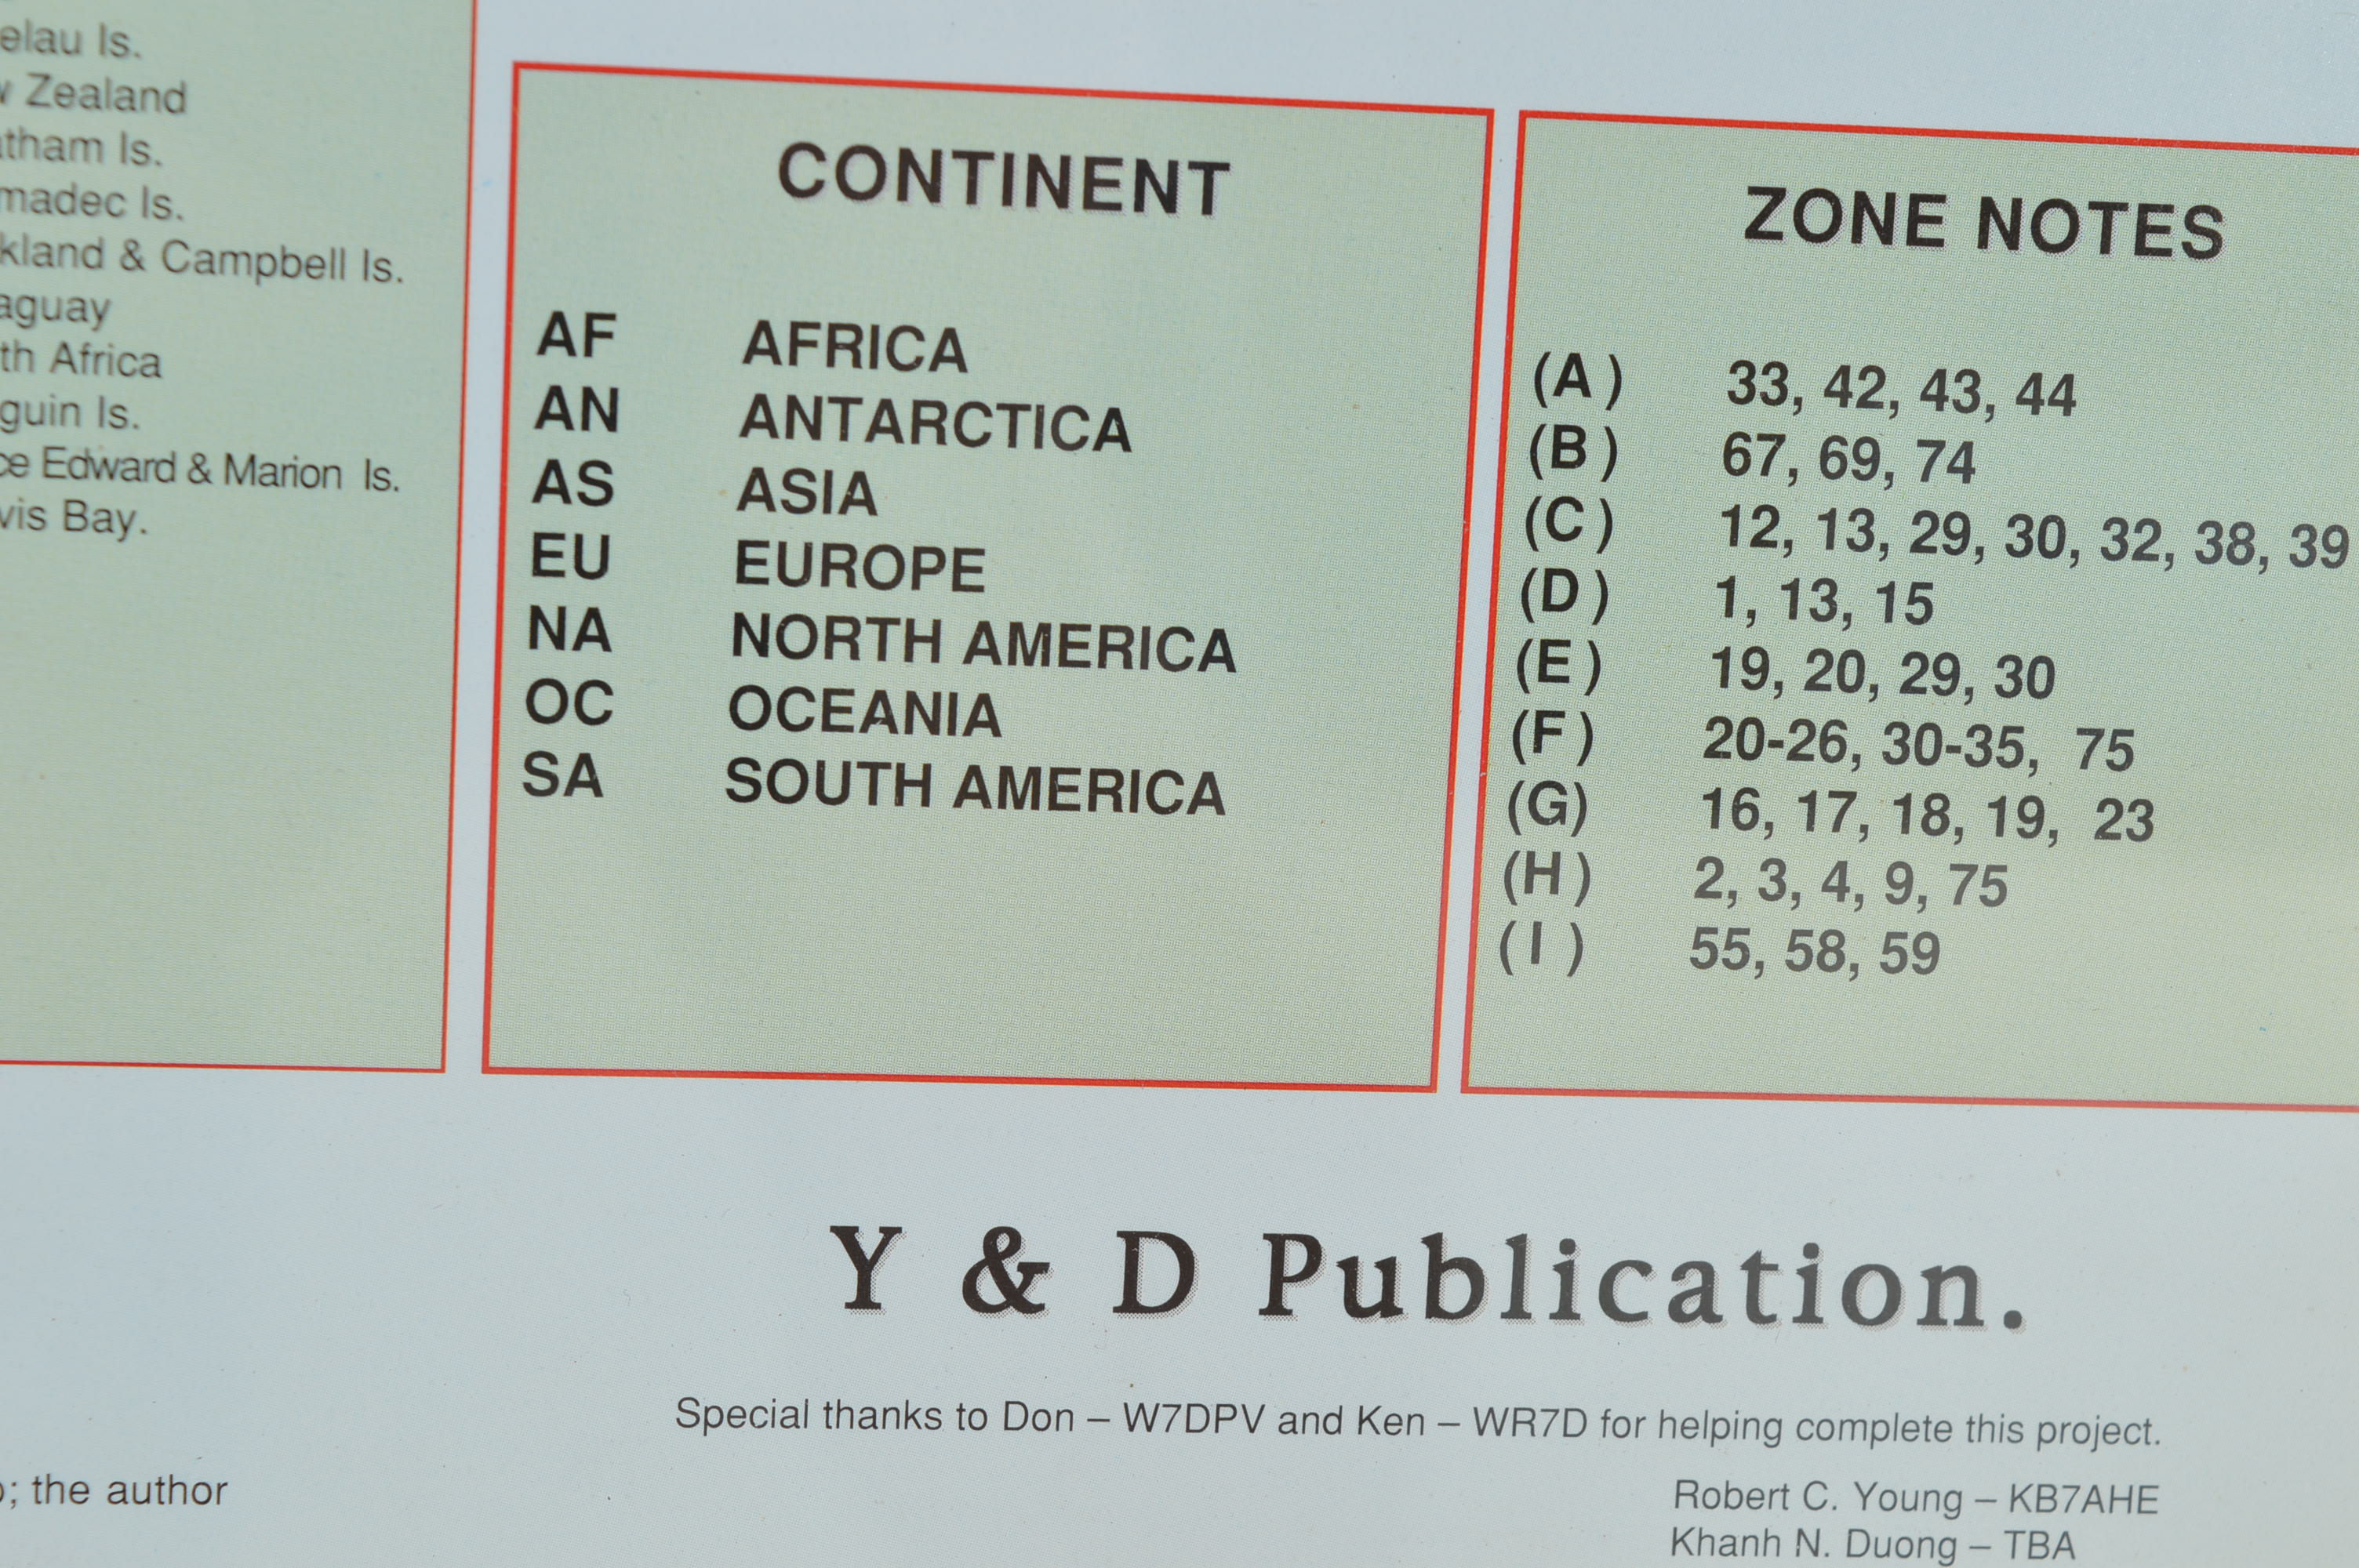 elau Is.
Zealand
tham Is.
madec Is.
kland & Campbell Is.
aguay
th Africa
guin Is.
ce Edward & Marion Is.
vis Bay.
CONTINENT
AF AFRICA
AN ANTARCTICA
AS ASIA
EU EUROPE
NA NORTH AMERICA
OC OCEANIA
SA SOUTH AMERICA
ZONE NOTES
(A) 33, 42, 43, 44
(B) 67, 69, 74
(C) 12, 13, 29, 30, 32, 38, 39
(D) 1, 13, 15
(E) 19, 20, 29, 30
(F) 20-26, 30-35, 75
(G) 16, 17, 18, 19, 23
(H) 2, 3, 4, 9, 75
(I) 55, 58, 59
Y & D Publication.
Special thanks to Don – W7DPV and Ken – WR7D for helping complete this project.
; the author
Robert C. Young – KB7AHE
Khanh N. Duong – TBA